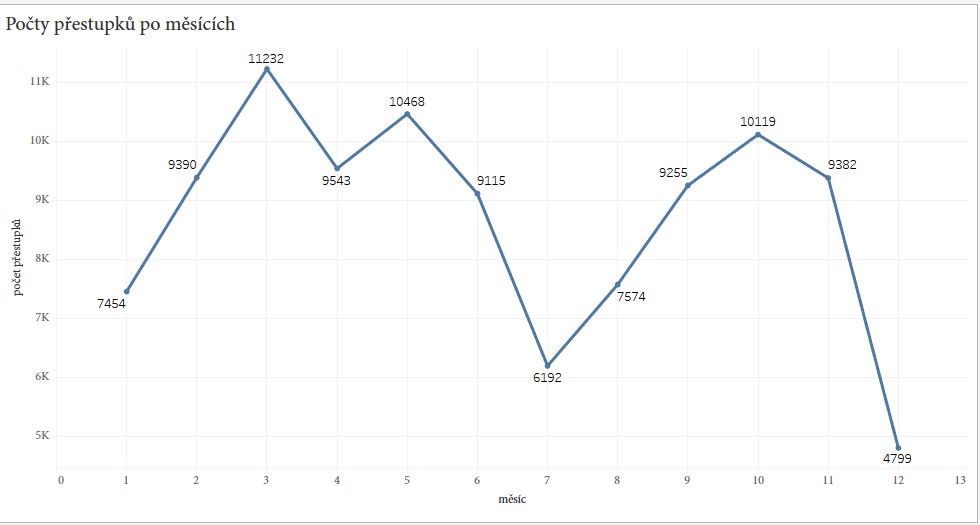 Počty přestupků po měsících
11232
11K
10468
10119
10K
9390
9543
9115
9255
9382
9K
počet přestupků
8K
7454
7574
7K
6192
6K
5K
4799
0 1 2 3 4 5 6 7 8 9 10 11 12 13
měsíc